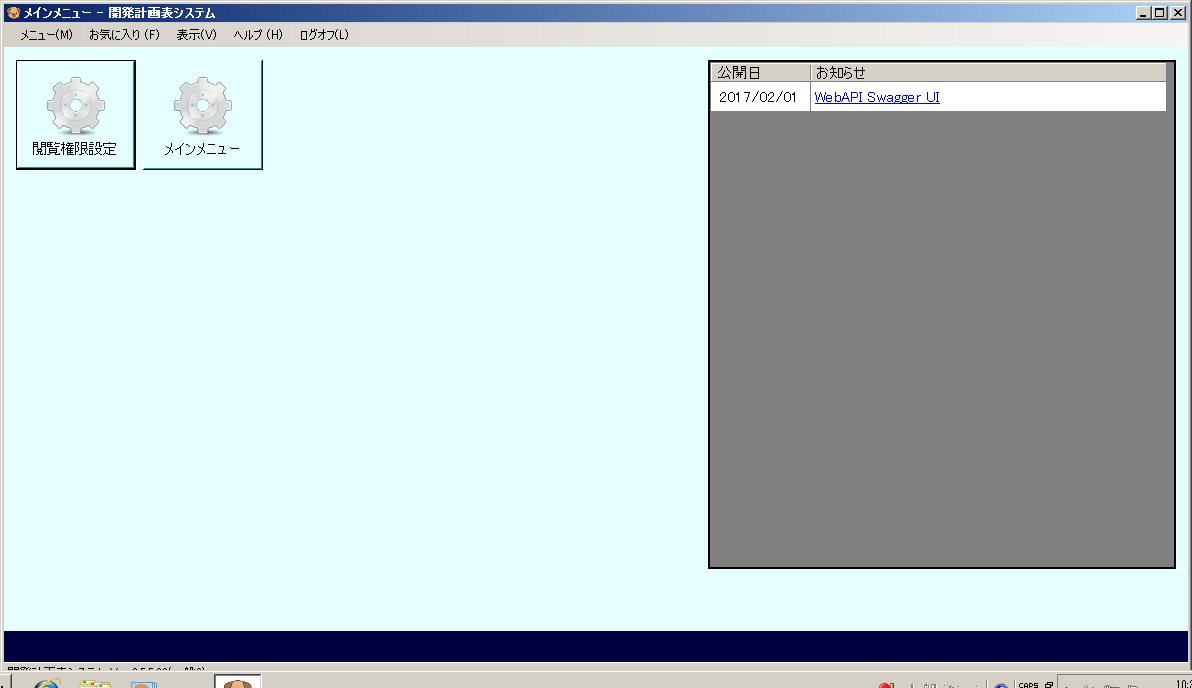 メインメニュー - 開発計画表システム
メニュー(M) お気に入り (F) 表示(V) ヘルプ (H) ログオフ(L)
閲覧権限設定
メインメニュー
公開日 お知らせ
2017/02/01 WebAPI Swagger UI
CAPS